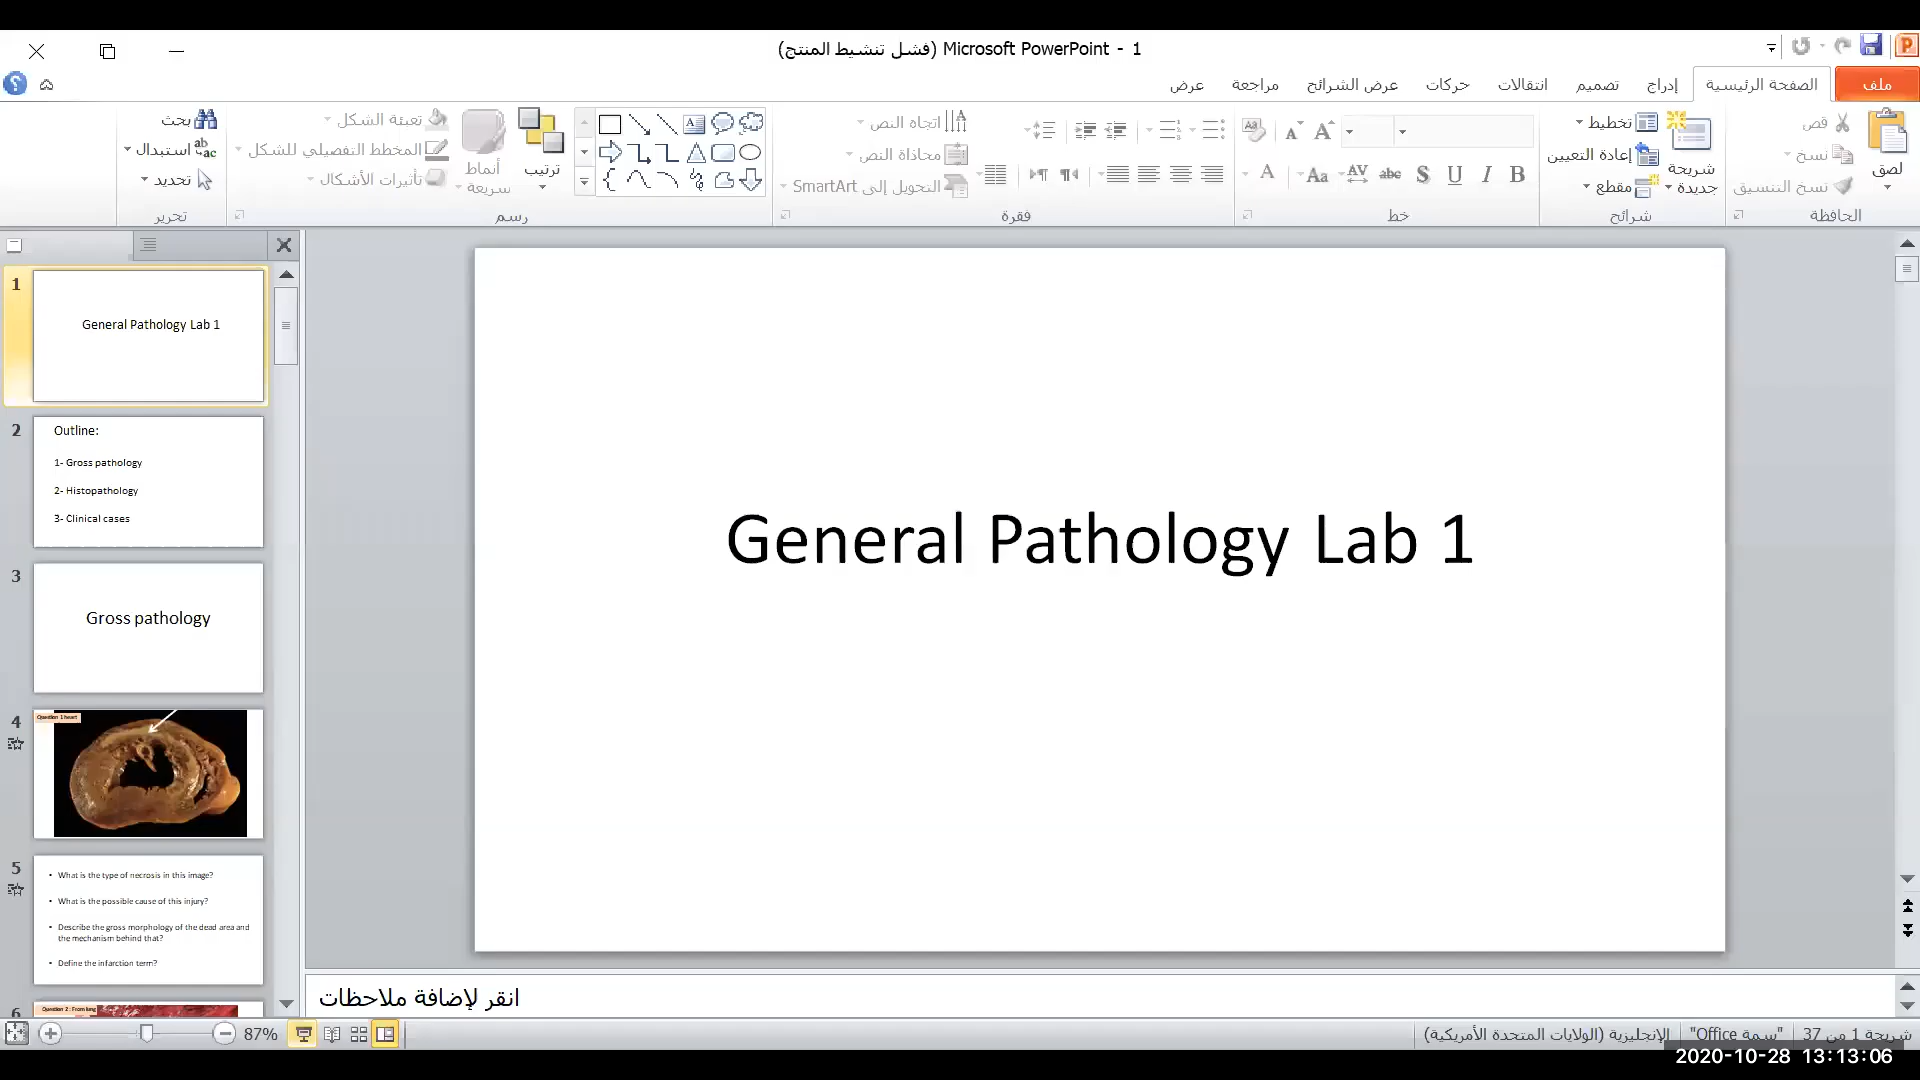 Microsoft PowerPoint - 1 (فشل تنشيط المنتج)
ملف
الصفحة الرئيسية
إدراج
تصميم
انتقالات
حركات
عرض الشرائح
مراجعة
عرض
لصق
قص
نسخ
نسخ التنسيق
الحافظة
شريحة
جديدة
تخطيط
إعادة التعيين
مقطع
شرائح
خط
اتجاه النص
محاذاة النص
التحويل إلى SmartArt
فقرة
ترتيب
أنماط
سريعة
تعبئة الشكل
المخطط التفصيلي للشكل
تأثيرات الأشكال
رسم
بحث
استبدال
تحديد
تحرير
1
General Pathology Lab 1
2
Outline:
1- Gross pathology
2- Histopathology
3- Clinical cases
3
Gross pathology
4
Question 1 heart
5
• What is the type of necrosis in this image?
• What is the possible cause of this injury?
• Describe the gross morphology of the dead area and
the mechanism behind that?
• Define the infarction term?
6
Question 2 : From lung
General Pathology Lab 1
انقر لإضافة ملاحظات
شريحة 1 من 37
"سمة Office"
الإنجليزية (الولايات المتحدة الأمريكية)
87%
2020-10-28 13:13:06